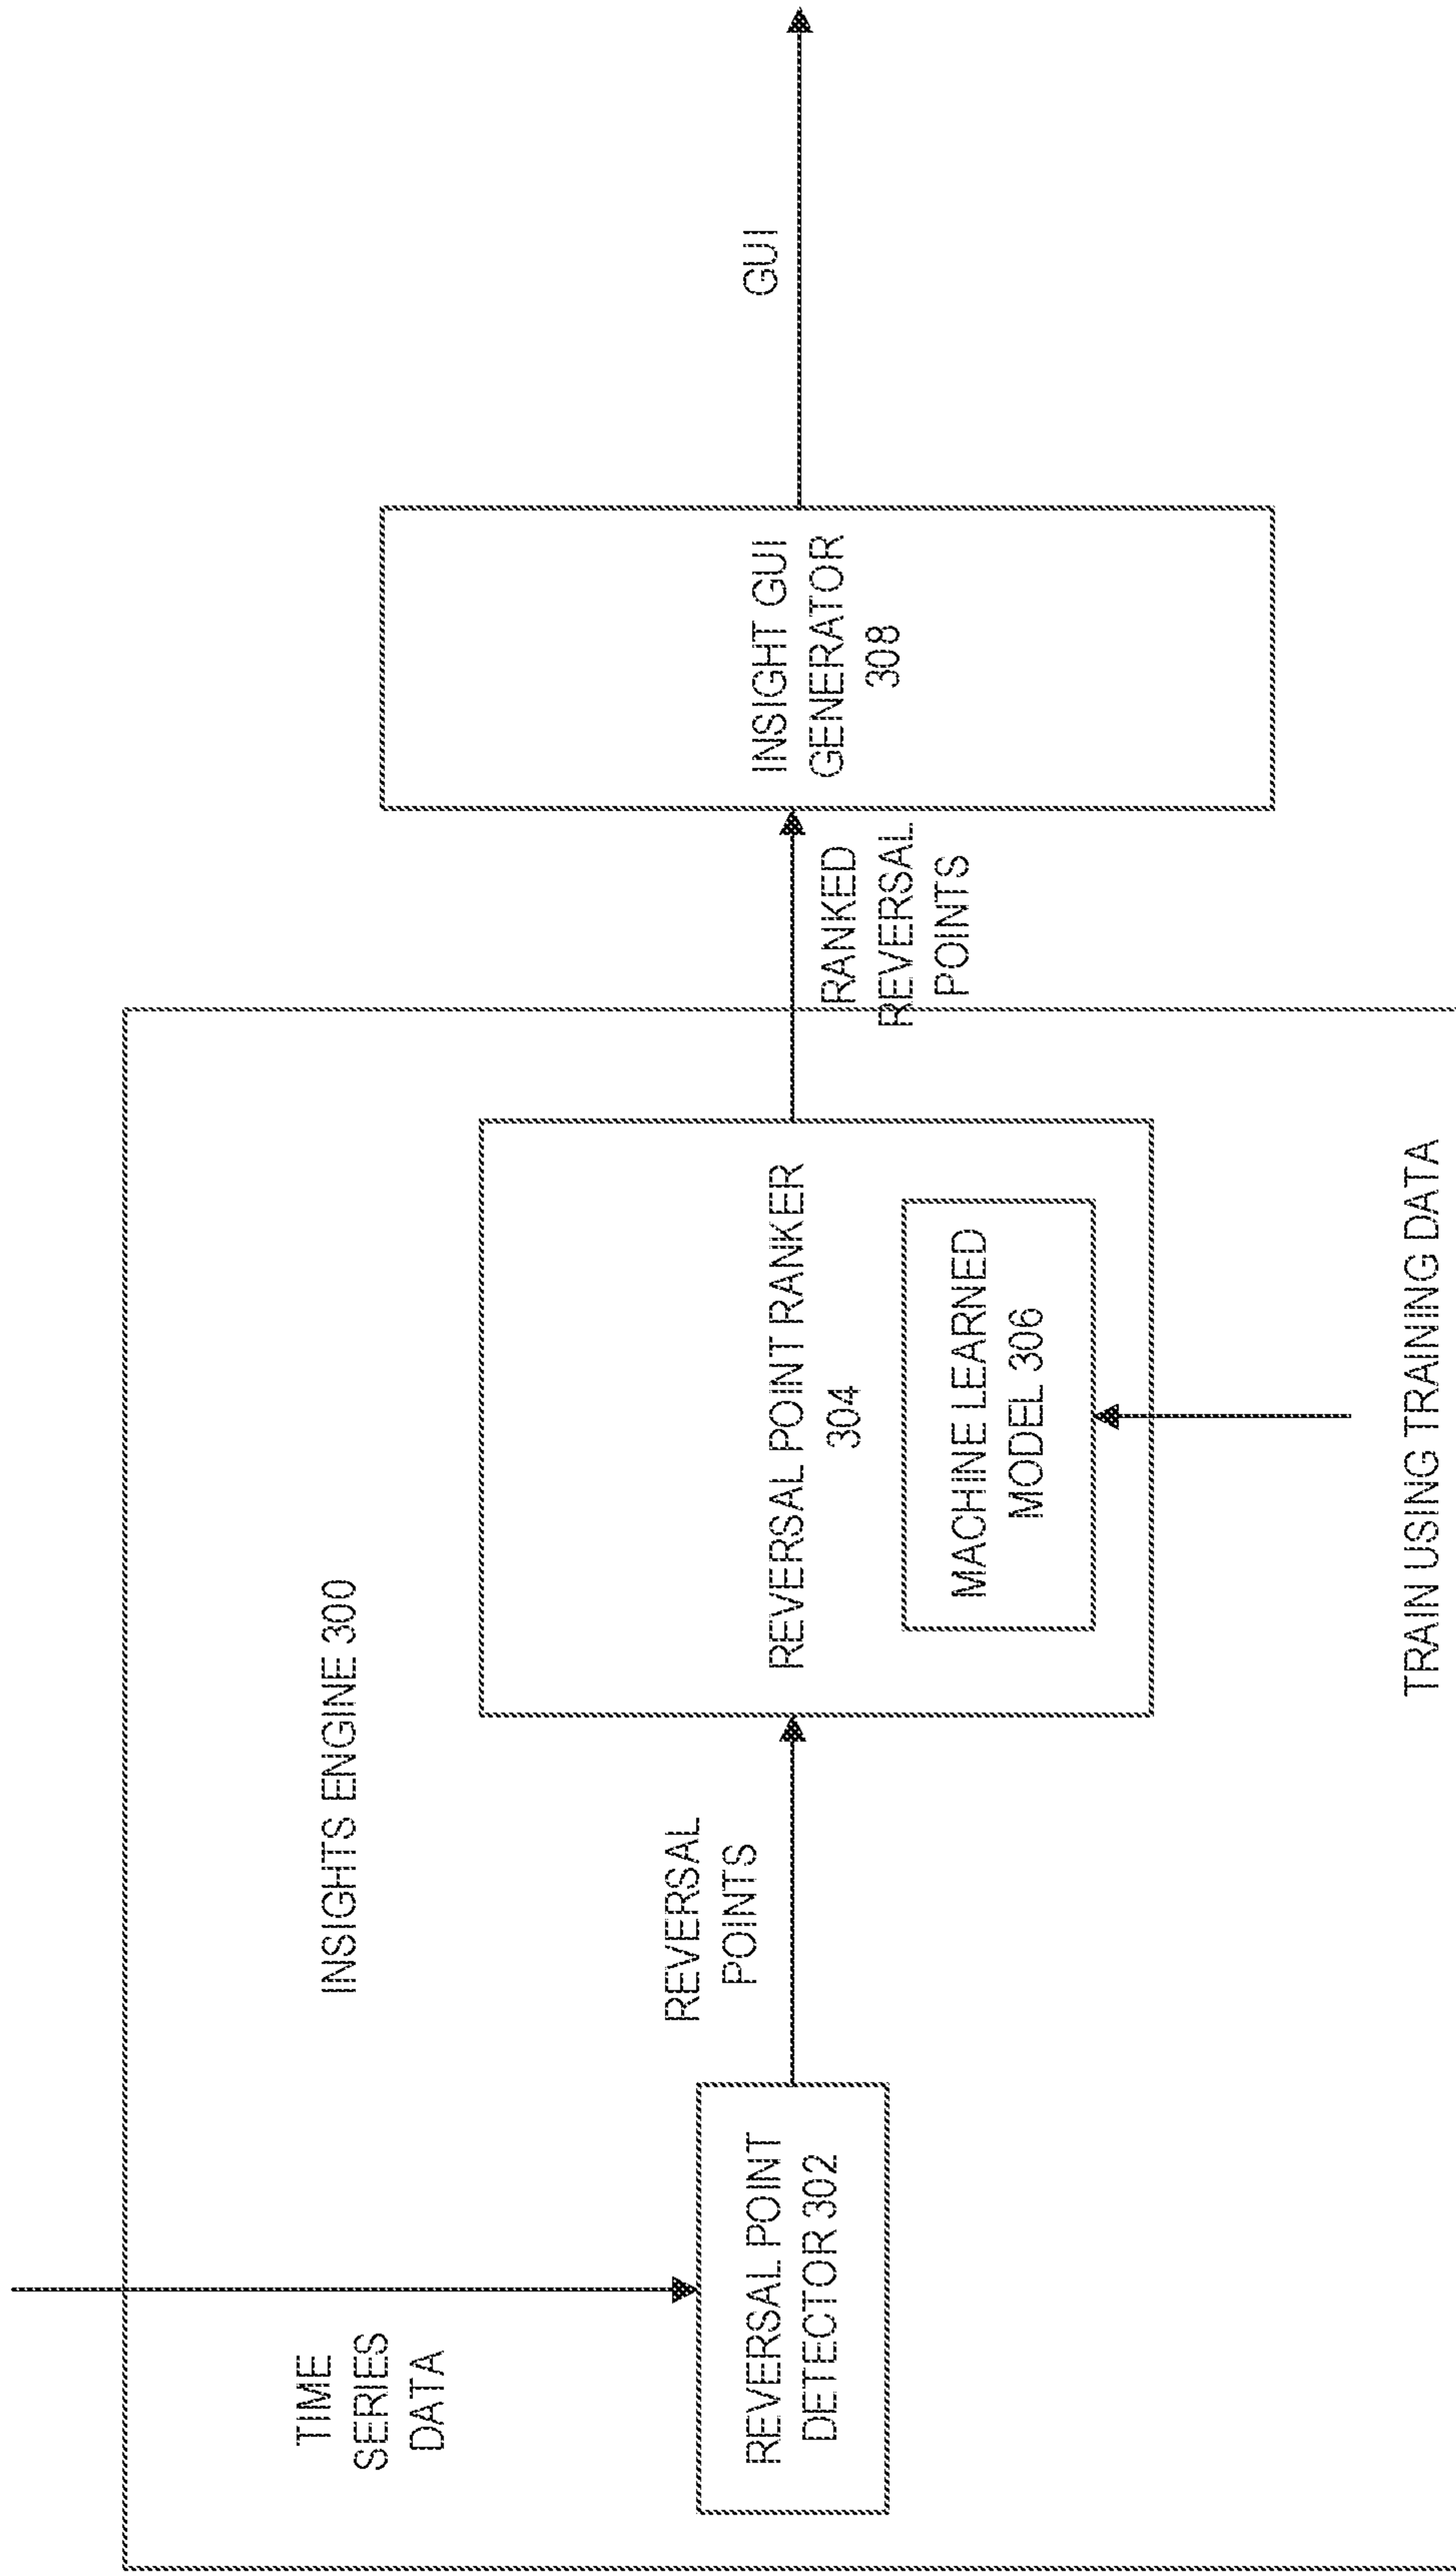 INSIGHTS ENGINE 300
TIME
SERIES
DATA
REVERSAL POINT
DETECTOR 302
REVERSAL
POINTS
REVERSAL POINT RANKER
304
MACHINE LEARNED
MODEL 306
TRAIN USING TRAINING DATA
RANKED
REVERSAL
POINTS
INSIGHT GUI
GENERATOR
308
GUI